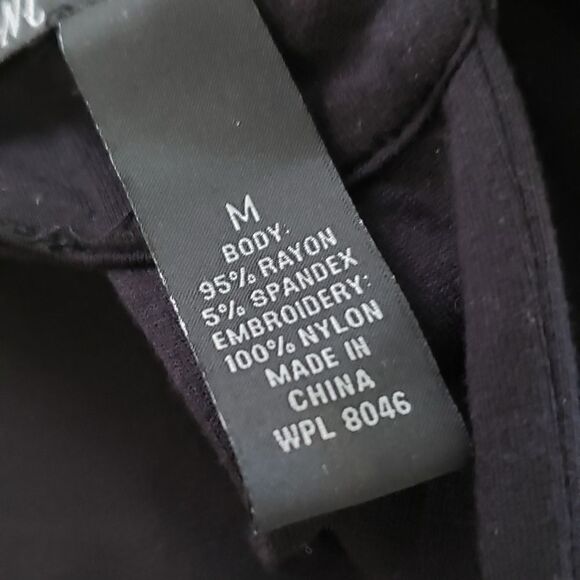 M
BODY:
95% RAYON
5% SPANDEX
EMBROIDERY:
100% NYLON
MADE IN
CHINA
WPL 8046